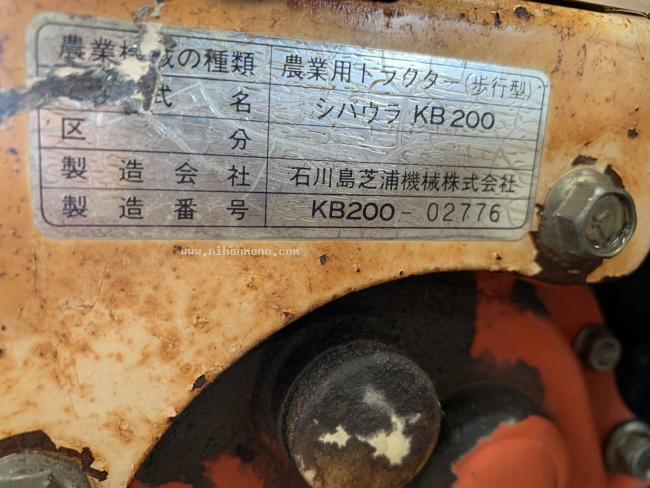 農業機械の種類 農業用トラクター(歩行型)
式 名 シバウラ KB200
区 分
製造会社 石川島芝浦機械株式会社
製造番号 KB200-02776
www.nihonmono.com